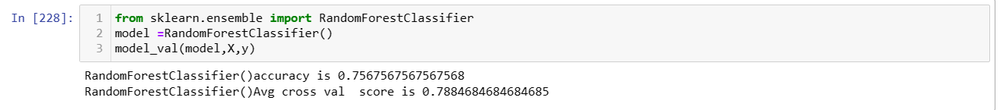 In [228]:
1 from sklearn.ensemble import RandomForestClassifier
2 model =RandomForestClassifier()
3 model_val(model,X,y)
RandomForestClassifier()accuracy is 0.7567567567567568
RandomForestClassifier()Avg cross val  score is 0.7884684684684685